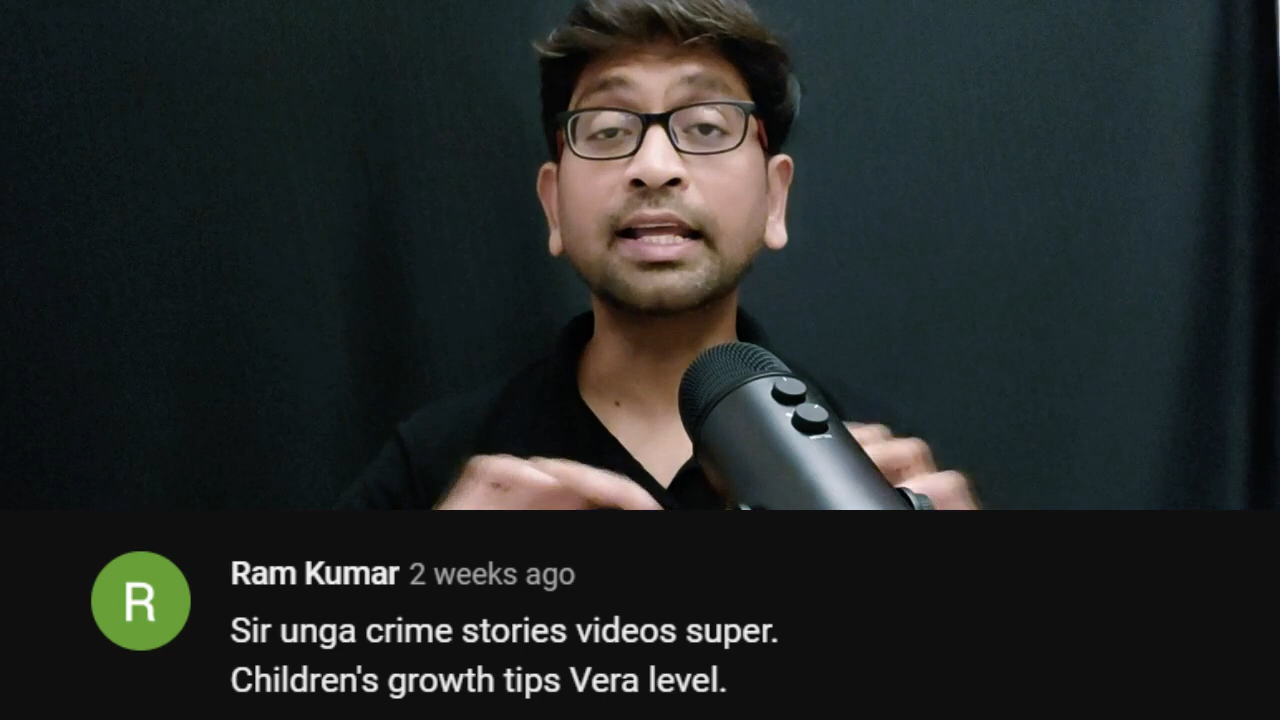 R
Ram Kumar 2 weeks ago
Sir unga crime stories videos super.
Children's growth tips Vera level.